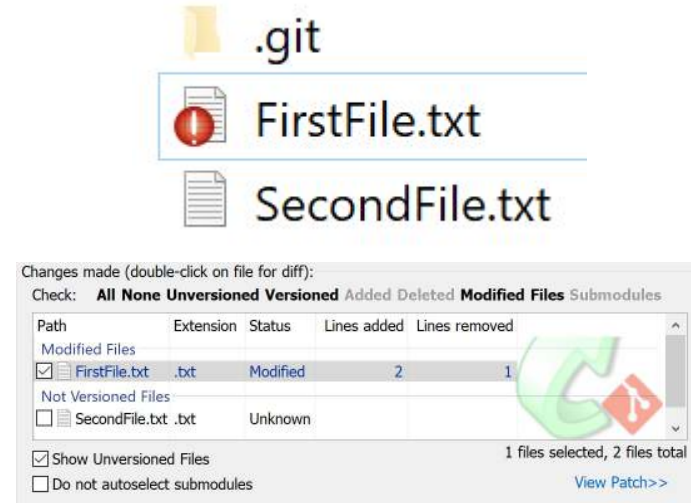 .git
FirstFile.txt
SecondFile.txt
Changes made (double-click on file for diff):
Check: All None Unversioned Versioned Added Deleted Modified Files Submodules
Path Extension Status Lines added Lines removed
Modified Files
FirstFile.txt .txt Modified 2 1
Not Versioned Files
SecondFile.txt .txt Unknown
Show Unversioned Files
1 files selected, 2 files total
Do not autoselect submodules
View Patch>>